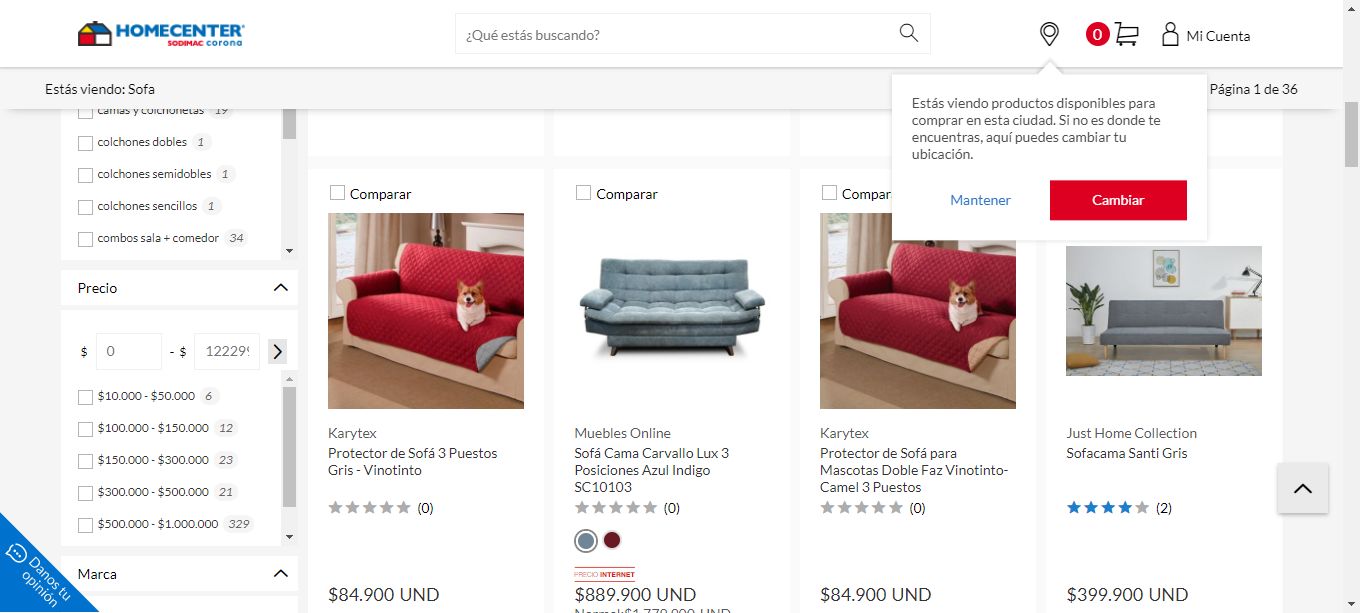 HOMECENTER
SODIMAC corona
¿Qué estás buscando?
0
Mi Cuenta
Estás viendo: Sofa
Página 1 de 36
Estás viendo productos disponibles para
comprar en esta ciudad. Si no es donde te
encuentras, aquí puedes cambiar tu
ubicación.
Mantener
Cambiar
camas y colchonetas 19
colchones dobles 1
colchones semidobles 1
colchones sencillos 1
combos sala + comedor 34
Precio
$ 0 - $ 12229
$10.000 - $50.000 6
$100.000 - $150.000 12
$150.000 - $300.000 23
$300.000 - $500.000 21
$500.000 - $1.000.000 329
Marca
Danos tu
opinión
Comparar
Karytex
Protector de Sofá 3 Puestos
Gris - Vinotinto
(0)
$84.900 UND
Comparar
Muebles Online
Sofá Cama Carvallo Lux 3
Posiciones Azul Indigo
SC10103
(0)
PRECIO INTERNET
$889.900 UND
Normal:$1.778.900 UND
Compar
Karytex
Protector de Sofá para
Mascotas Doble Faz Vinotinto-
Camel 3 Puestos
(0)
$84.900 UND
Just Home Collection
Sofacama Santi Gris
(2)
$399.900 UND